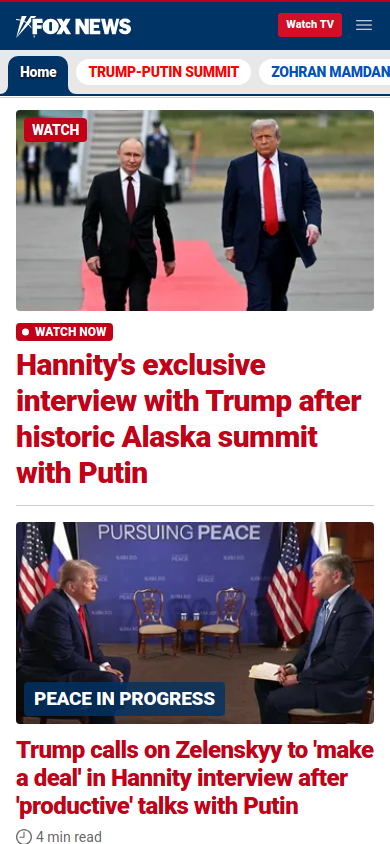 FOX NEWS
Watch TV
Home
TRUMP-PUTIN SUMMIT
ZOHRAN MAMDAN
WATCH
WATCH NOW
Hannity's exclusive
interview with Trump after
historic Alaska summit
with Putin
PURSUING PEACE
PEACE IN PROGRESS
Trump calls on Zelenskyy to 'make
a deal' in Hannity interview after
'productive' talks with Putin
4 min read